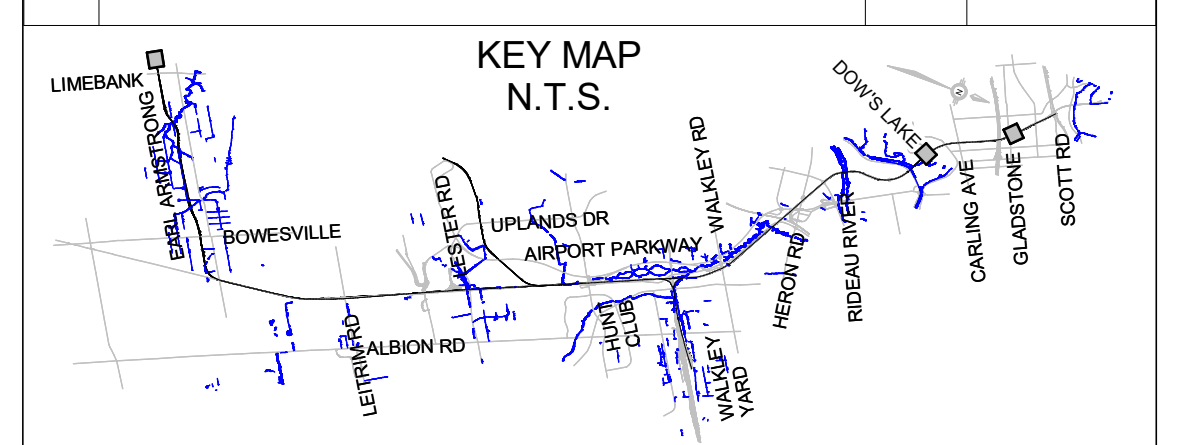 KEY MAP
N.T.S.
LIMEBANK
EARL ARMSTRONG
BOWESVILLE
LESTER RD
UPLANDS DR
AIRPORT PARKWAY
WALKLEY RD
LEITRIM RD
ALBION RD
HUNT
CLUB
WALKLEY
YARD
HERON RD
RIDEAU RIVER
DOW'S LAKE
N
CARLING AVE
GLADSTONE
SCOTT RD